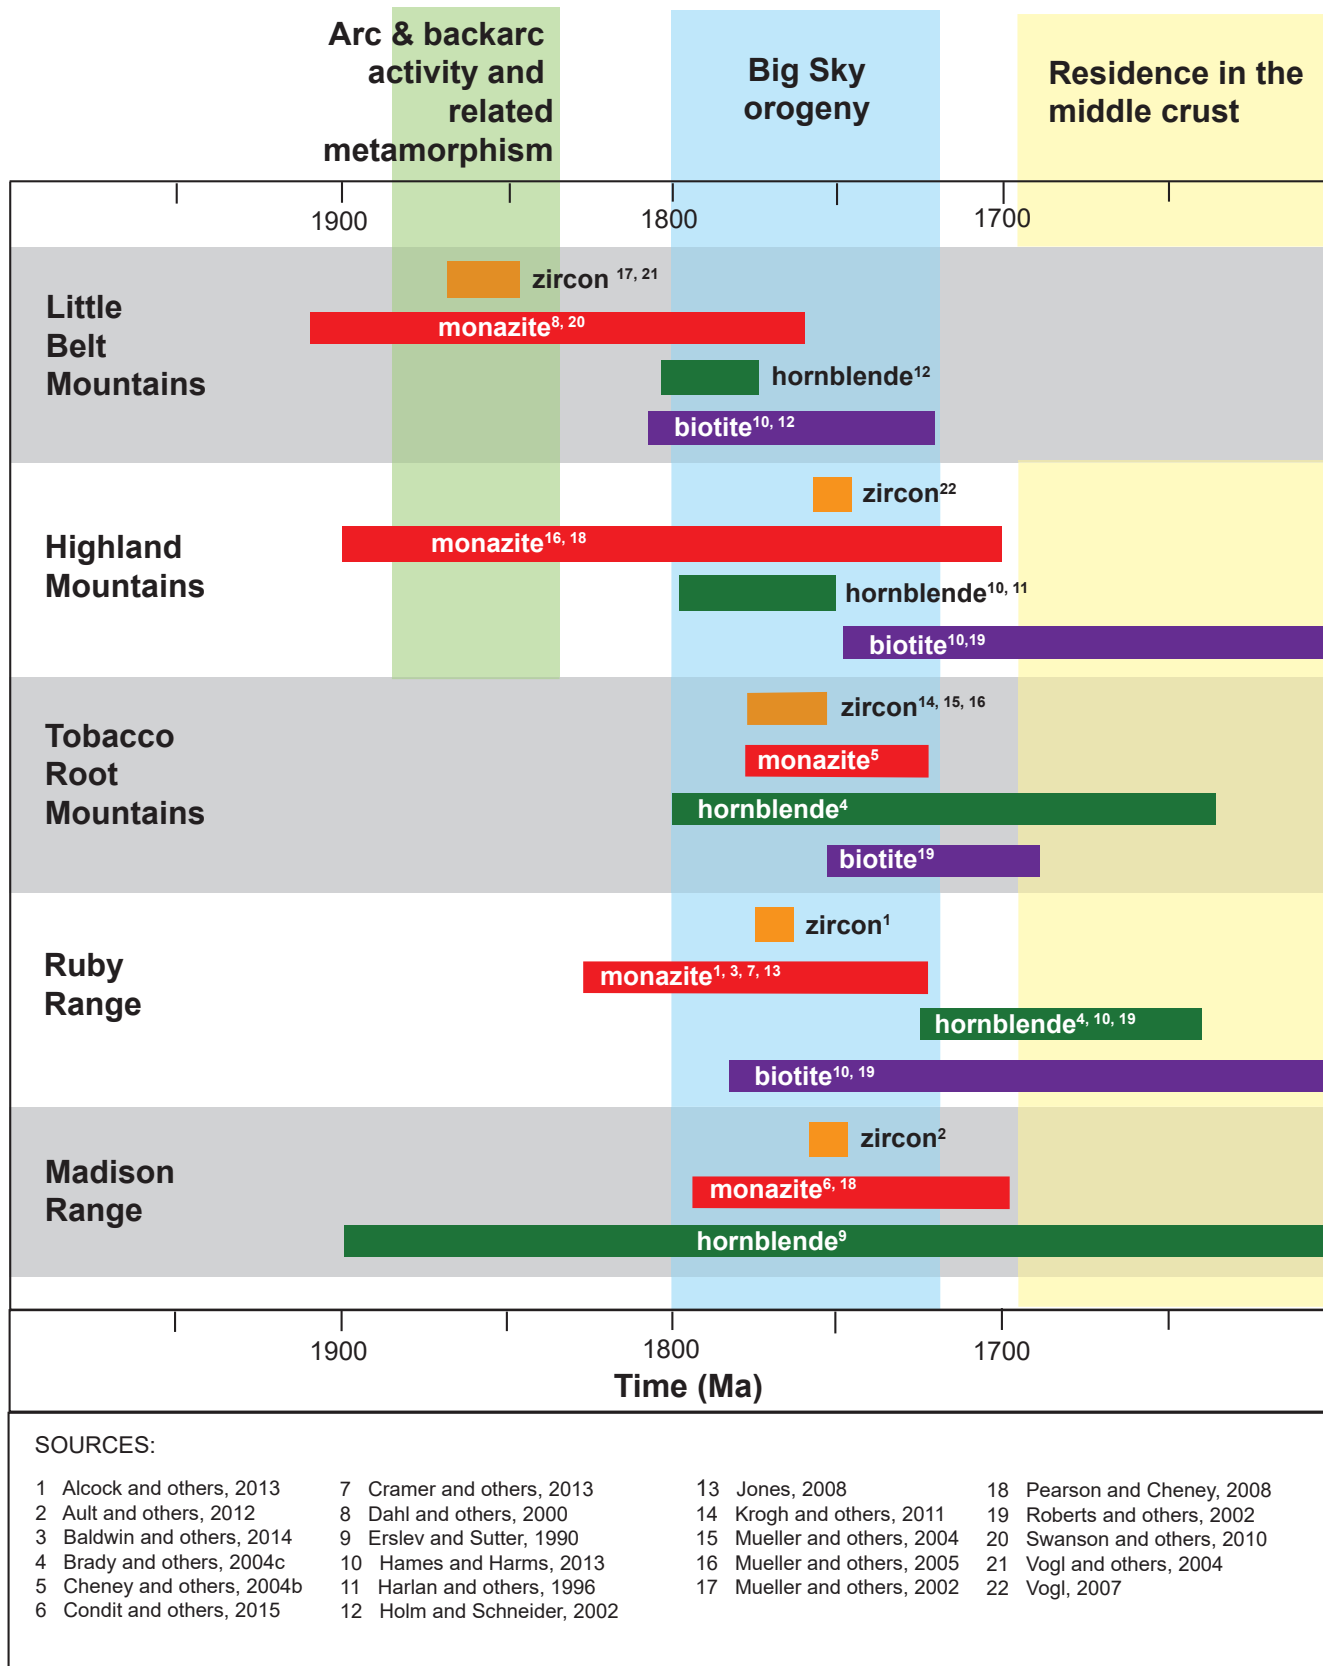 Arc & backarc
activity and
related
metamorphism
Big Sky
orogeny
Residence in the
middle crust
1900
1800
1700
Little
Belt
Mountains
zircon 17, 21
monazite8, 20
hornblende12
biotite10, 12
Highland
Mountains
zircon22
monazite16, 18
hornblende10, 11
biotite10,19
Tobacco
Root
Mountains
zircon14, 15, 16
monazite5
hornblende4
biotite19
Ruby
Range
zircon1
monazite1, 3, 7, 13
hornblende4, 10, 19
biotite10, 19
Madison
Range
zircon2
monazite6, 18
hornblende9
1900
1800
1700
Time (Ma)
SOURCES:
1 Alcock and others, 2013
2 Ault and others, 2012
3 Baldwin and others, 2014
4 Brady and others, 2004c
5 Cheney and others, 2004b
6 Condit and others, 2015
7 Cramer and others, 2013
8 Dahl and others, 2000
9 Erslev and Sutter, 1990
10 Hames and Harms, 2013
11 Harlan and others, 1996
12 Holm and Schneider, 2002
13 Jones, 2008
14 Krogh and others, 2011
15 Mueller and others, 2004
16 Mueller and others, 2005
17 Mueller and others, 2002
18 Pearson and Cheney, 2008
19 Roberts and others, 2002
20 Swanson and others, 2010
21 Vogl and others, 2004
22 Vogl, 2007